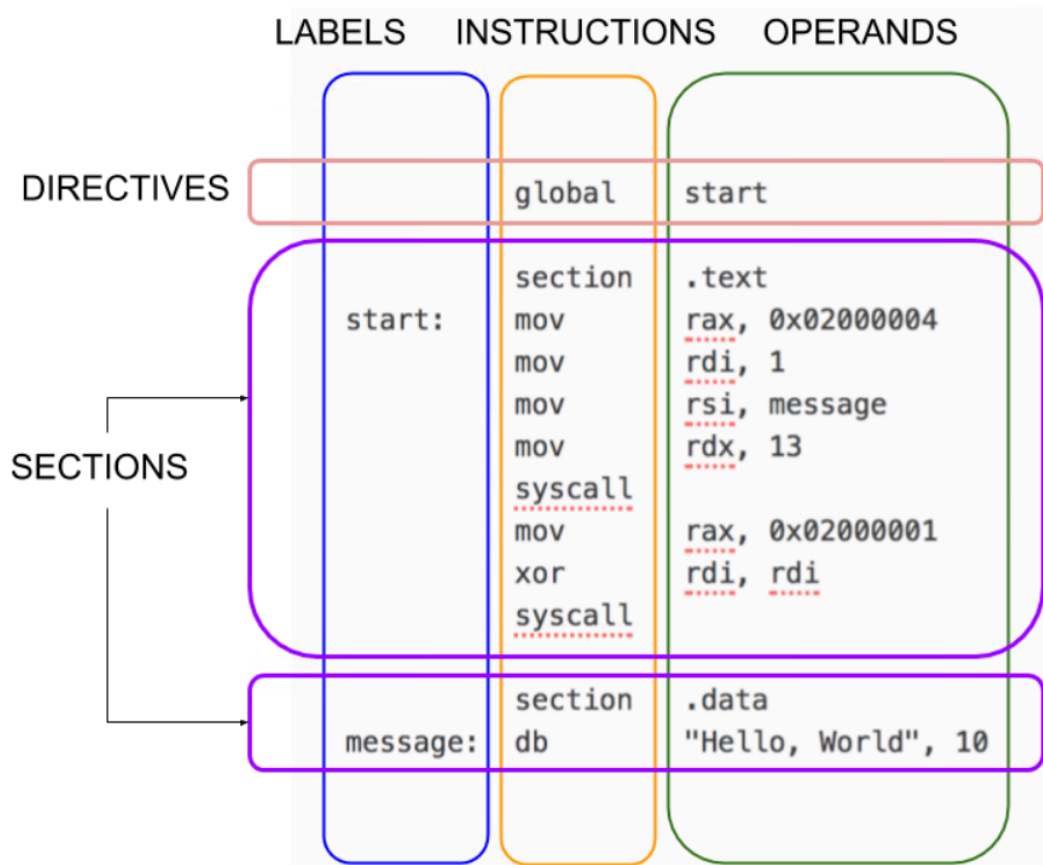 LABELS INSTRUCTIONS OPERANDS
DIRECTIVES global start
section .text
start: mov rax, 0x02000004
mov rdi, 1
mov rsi, message
mov rdx, 13
SECTIONS
syscall
mov rax, 0x02000001
xor rdi, rdi
syscall
section .data
message: db "Hello, World", 10